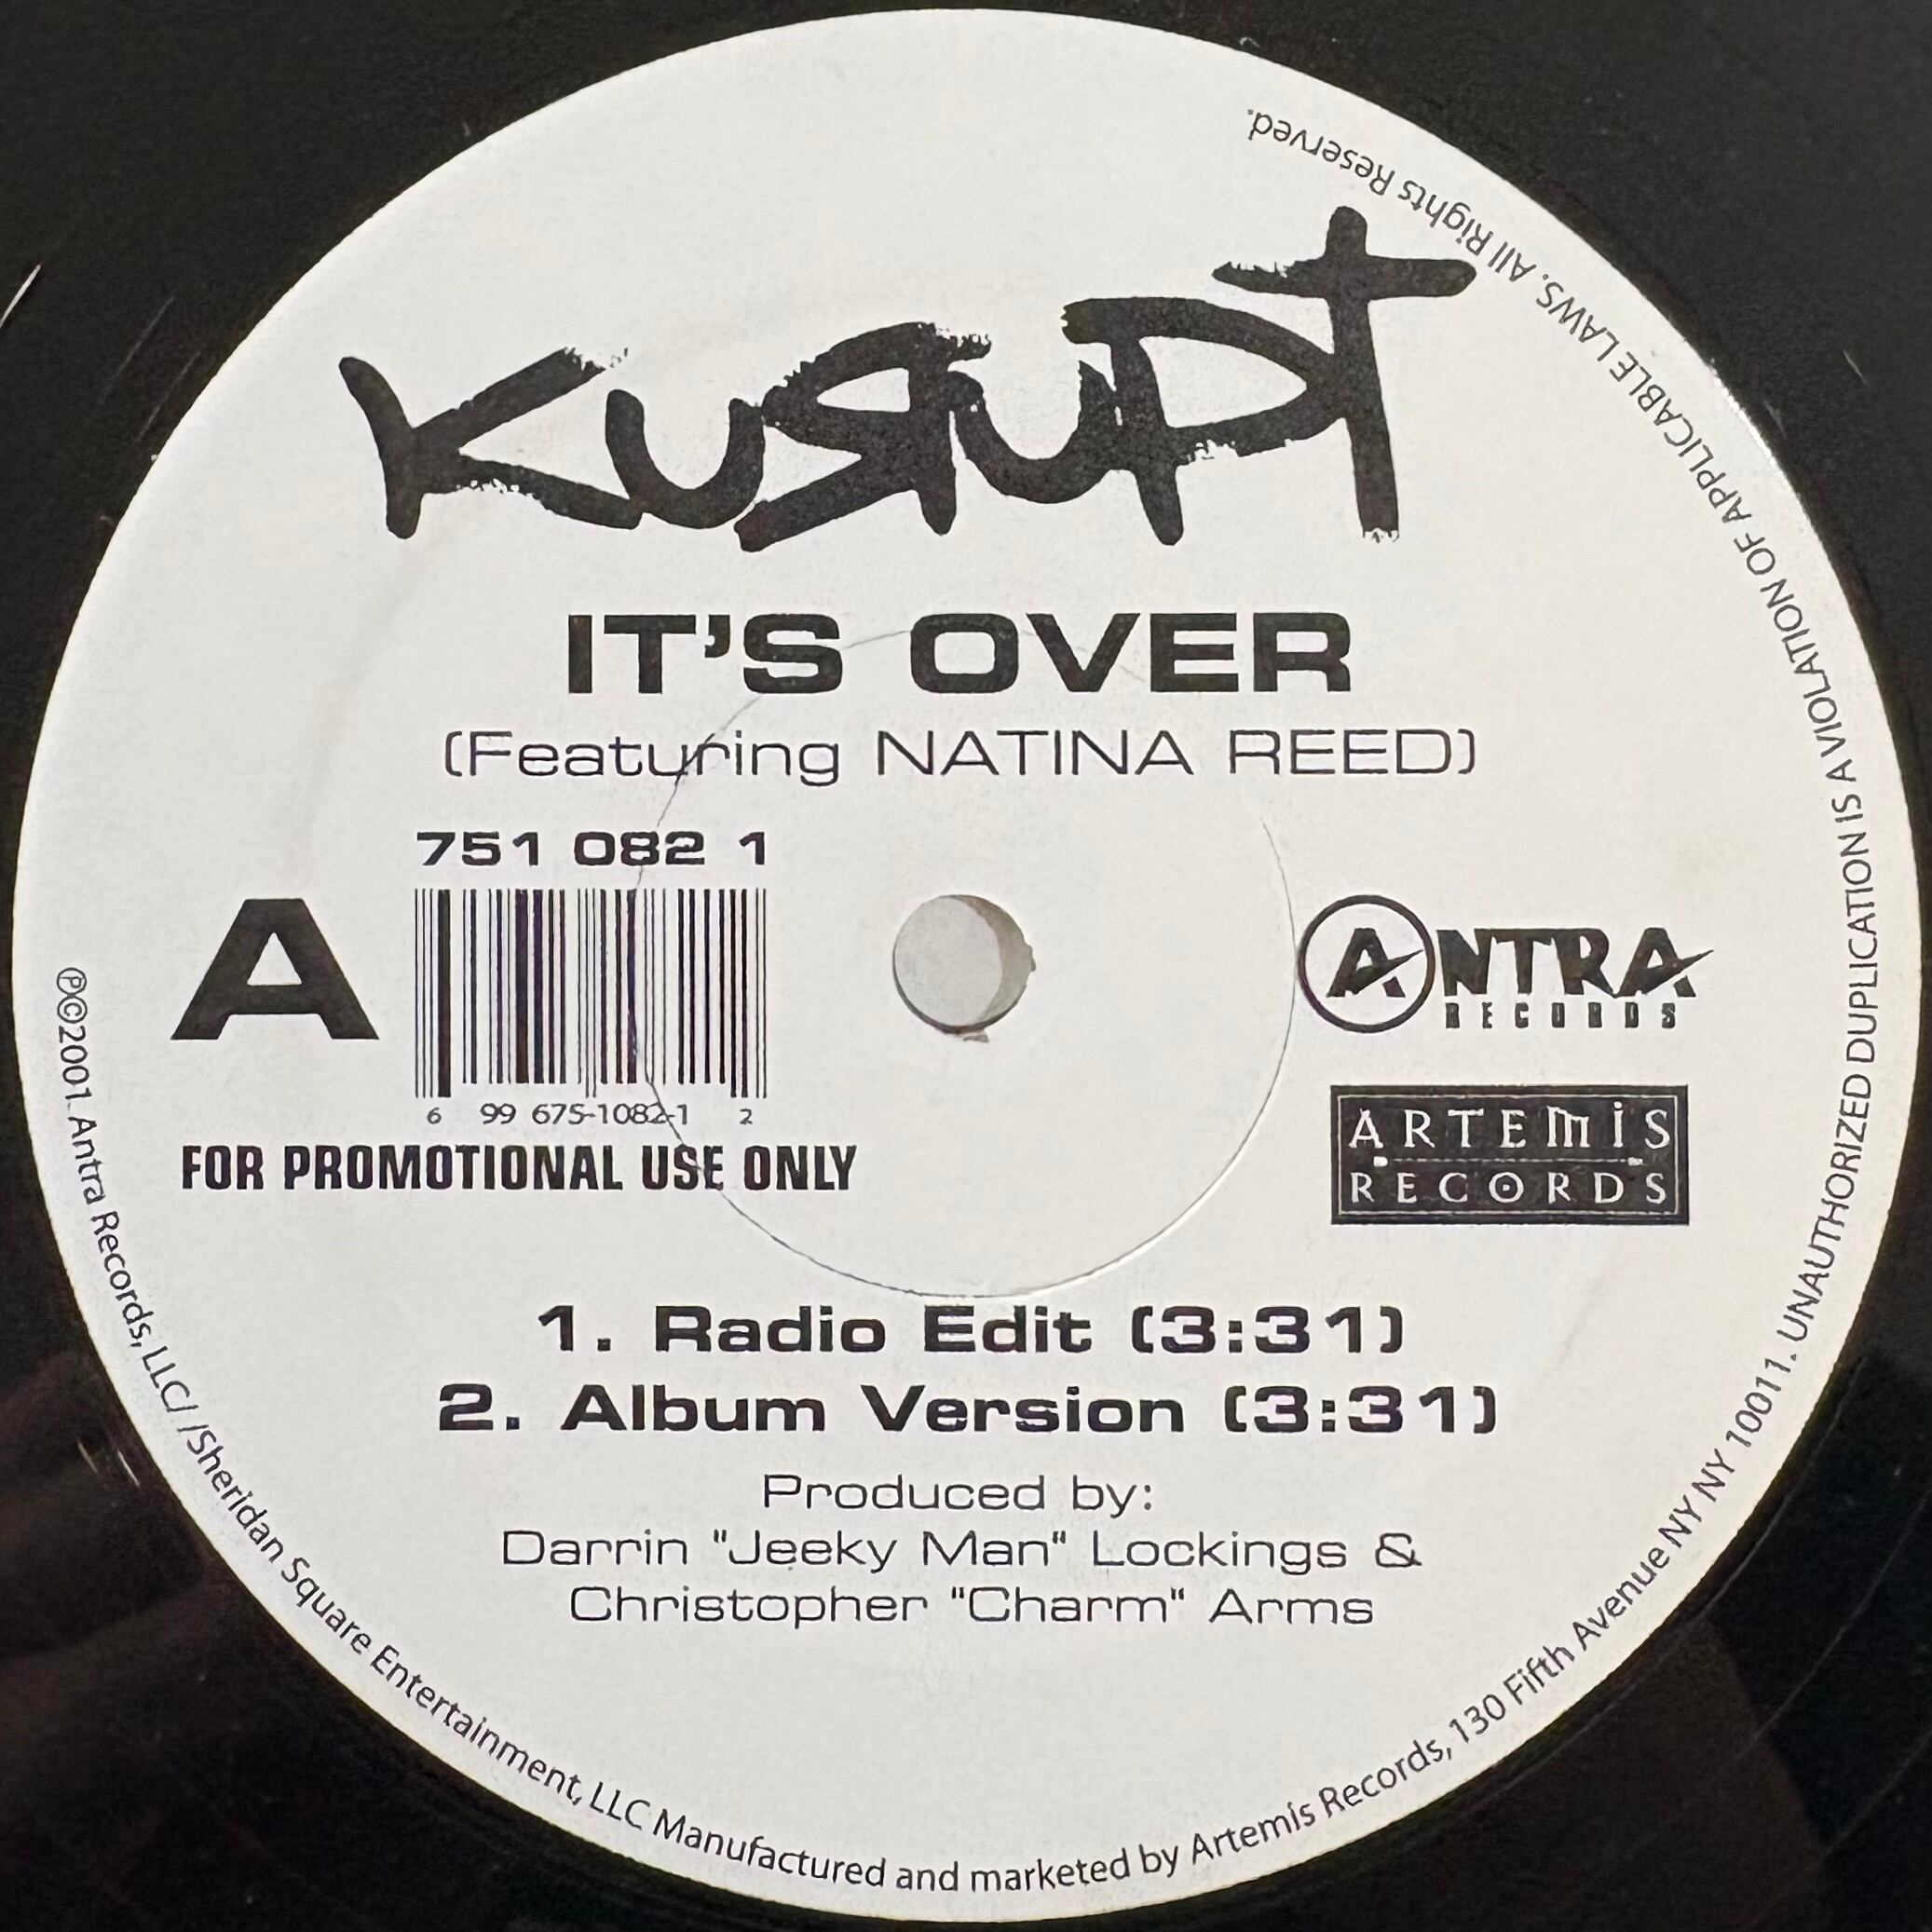 KURUPT
IT'S OVER
(Featuring NATINA REED)
751 082 1
A
6 99 675-1082-1 2
FOR PROMOTIONAL USE ONLY
ANTRA
RECORDS
ARTEMIS
RECORDS
1. Radio Edit (3:31)
2. Album Version (3:31)
Produced by:
Darrin "Jeeky Man" Lockings &
Christopher "Charm" Arms
℗©2001 Antra Records, LLC/ /Sheridan Square Entertainment, LLC Manufactured and marketed by Artemis Records, 130 Fifth Avenue NY NY 10011. UNAUTHORIZED DUPLICATION IS A VIOLATION OF APPLICABLE LAWS. All Rights Reserved.